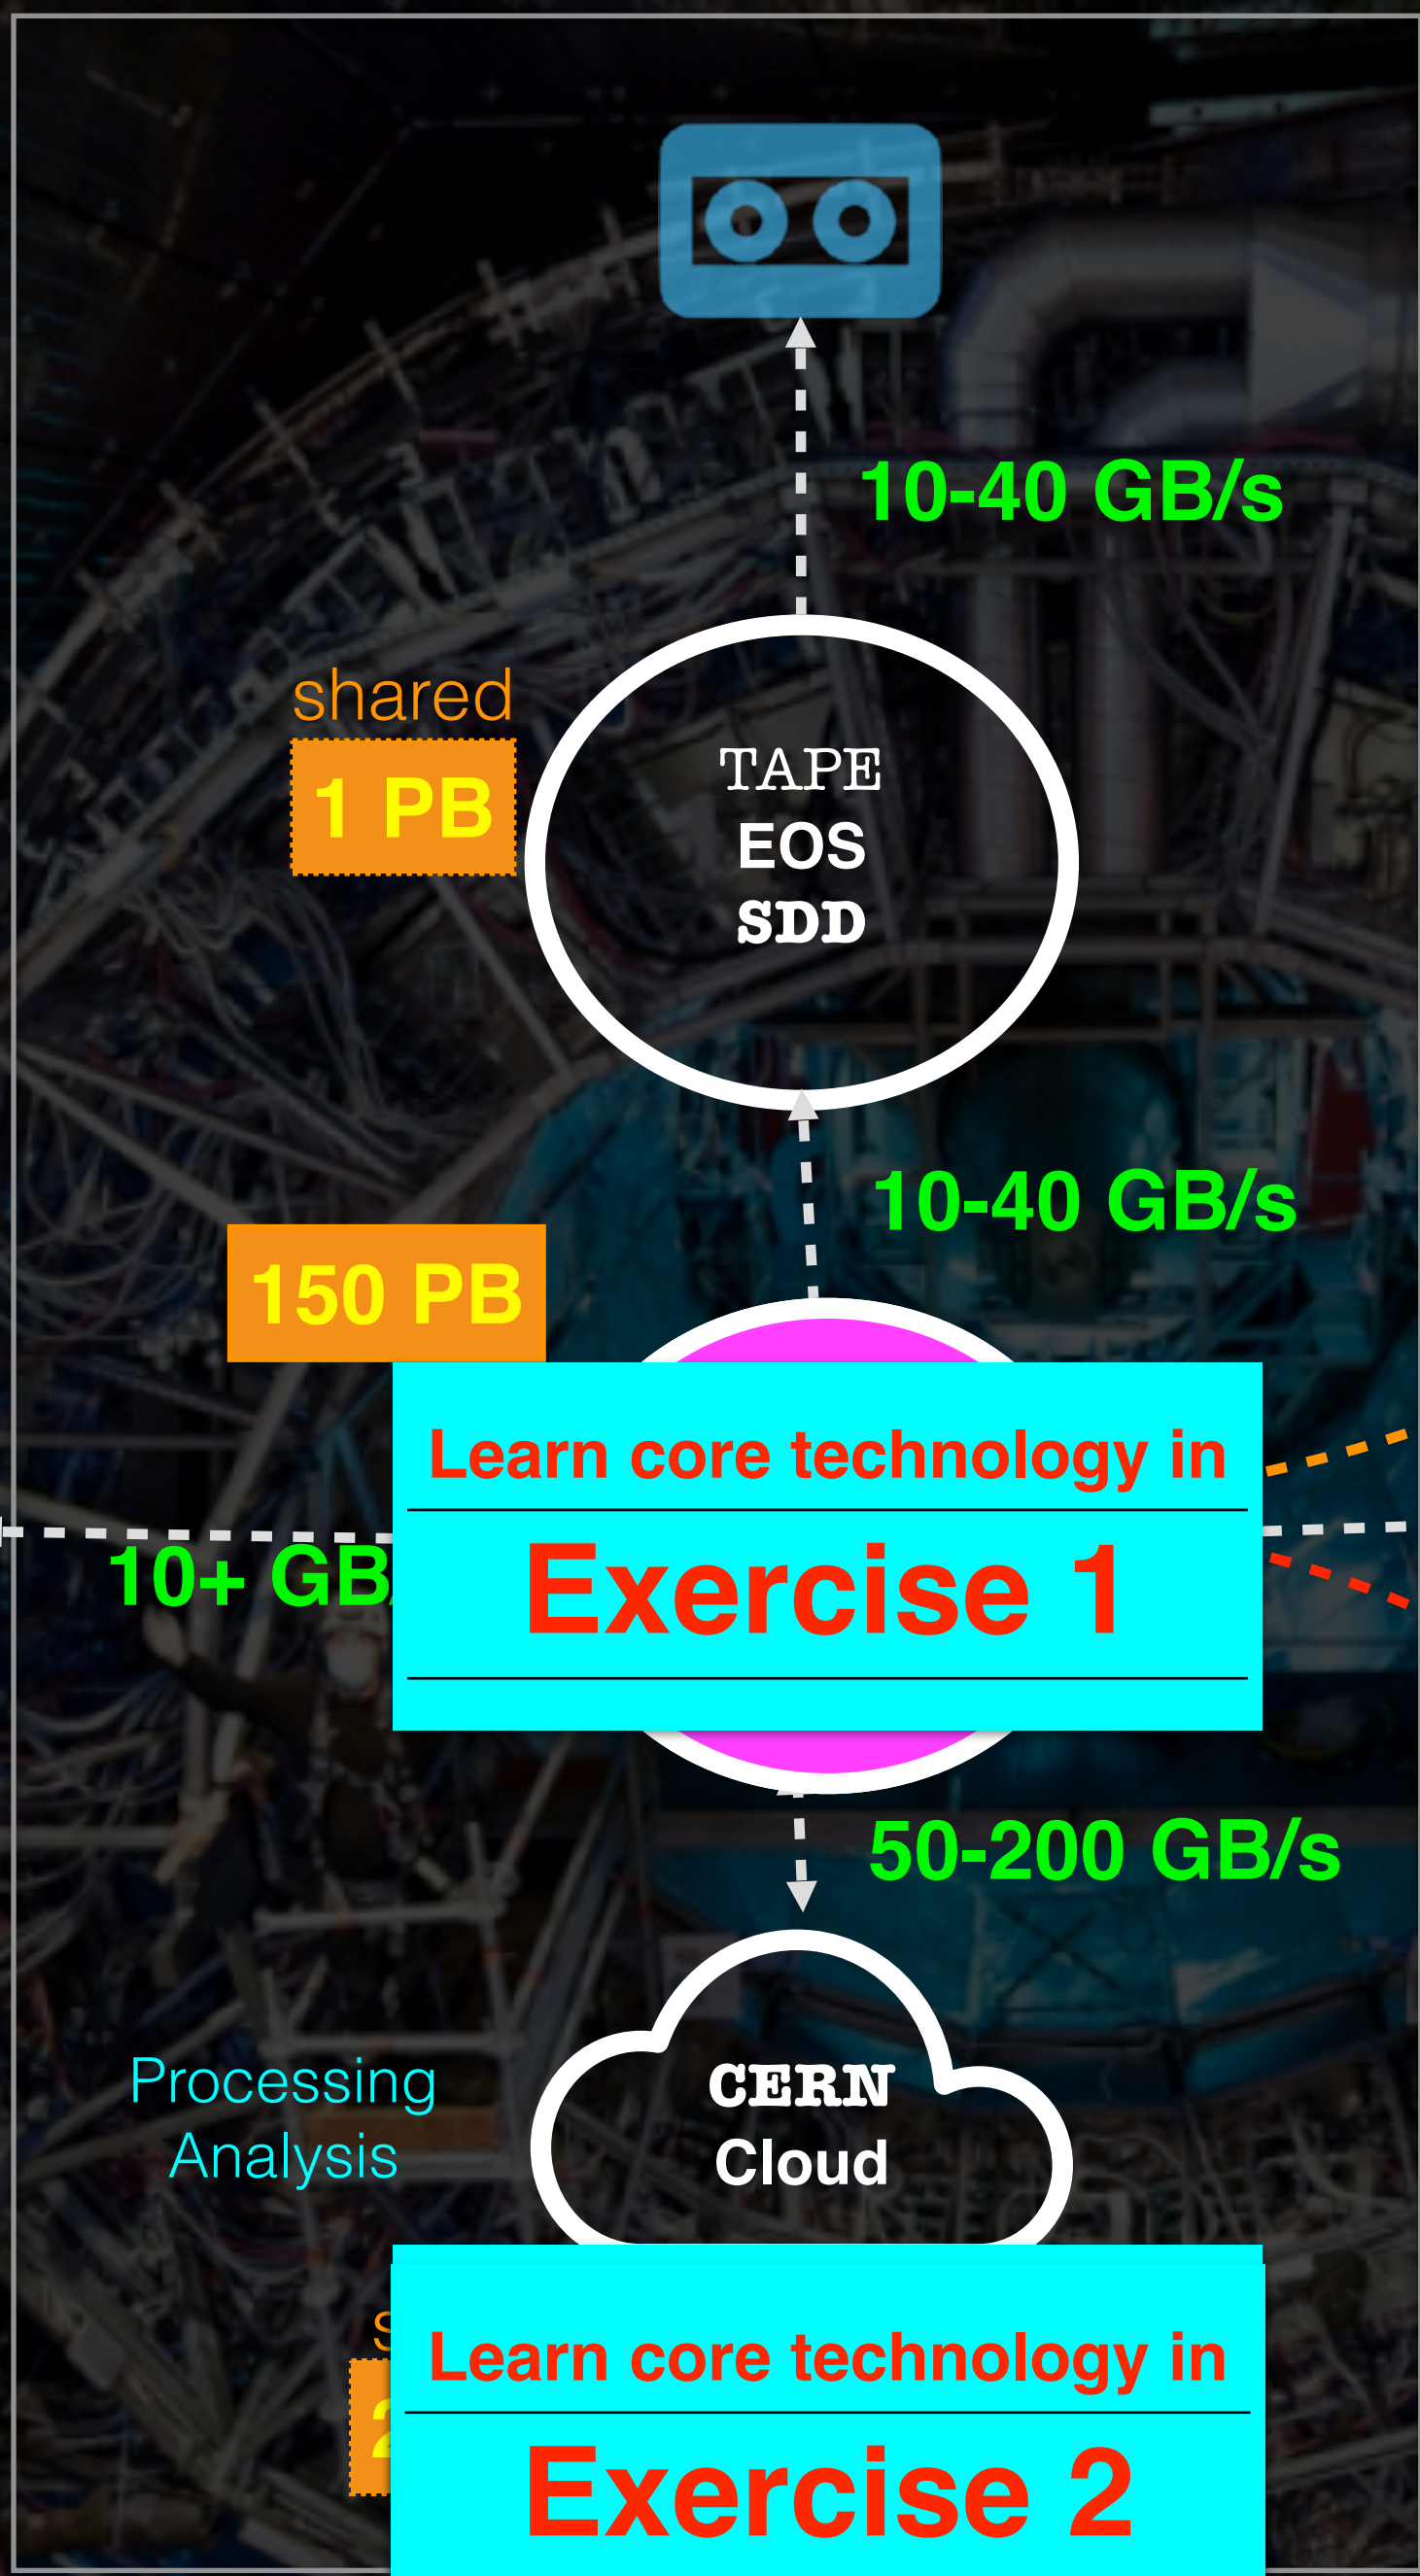 10-40 GB/s
shared
1 PB
TAPE
EOS
SDD
10-40 GB/s
150 PB
Learn core technology in
Exercise 1
10+ GB
50-200 GB/s
CERN
Cloud
Processing
Analysis
Learn core technology in
Exercise 2